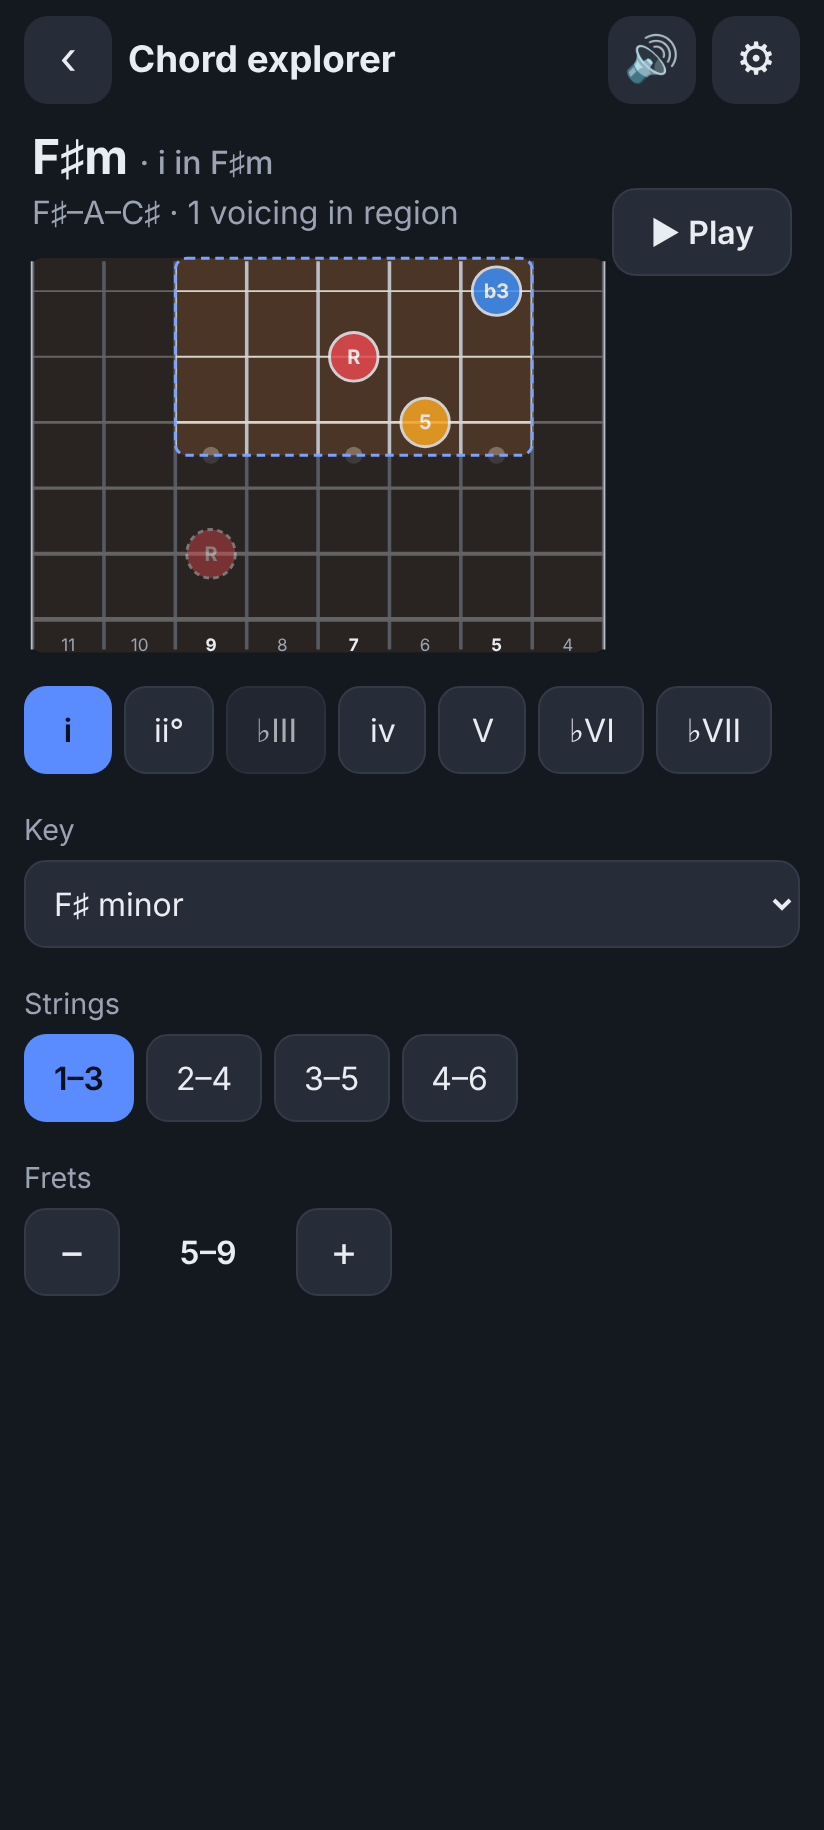 ‹ Chord explorer
F♯m · i in F♯m
F♯–A–C♯ · 1 voicing in region
▶ Play
b3
R
5
R
11 10 9 8 7 6 5 4
i ii° ♭III iv V ♭VI ♭VII
Key
F♯ minor
Strings
1–3 2–4 3–5 4–6
Frets
− 5–9 +